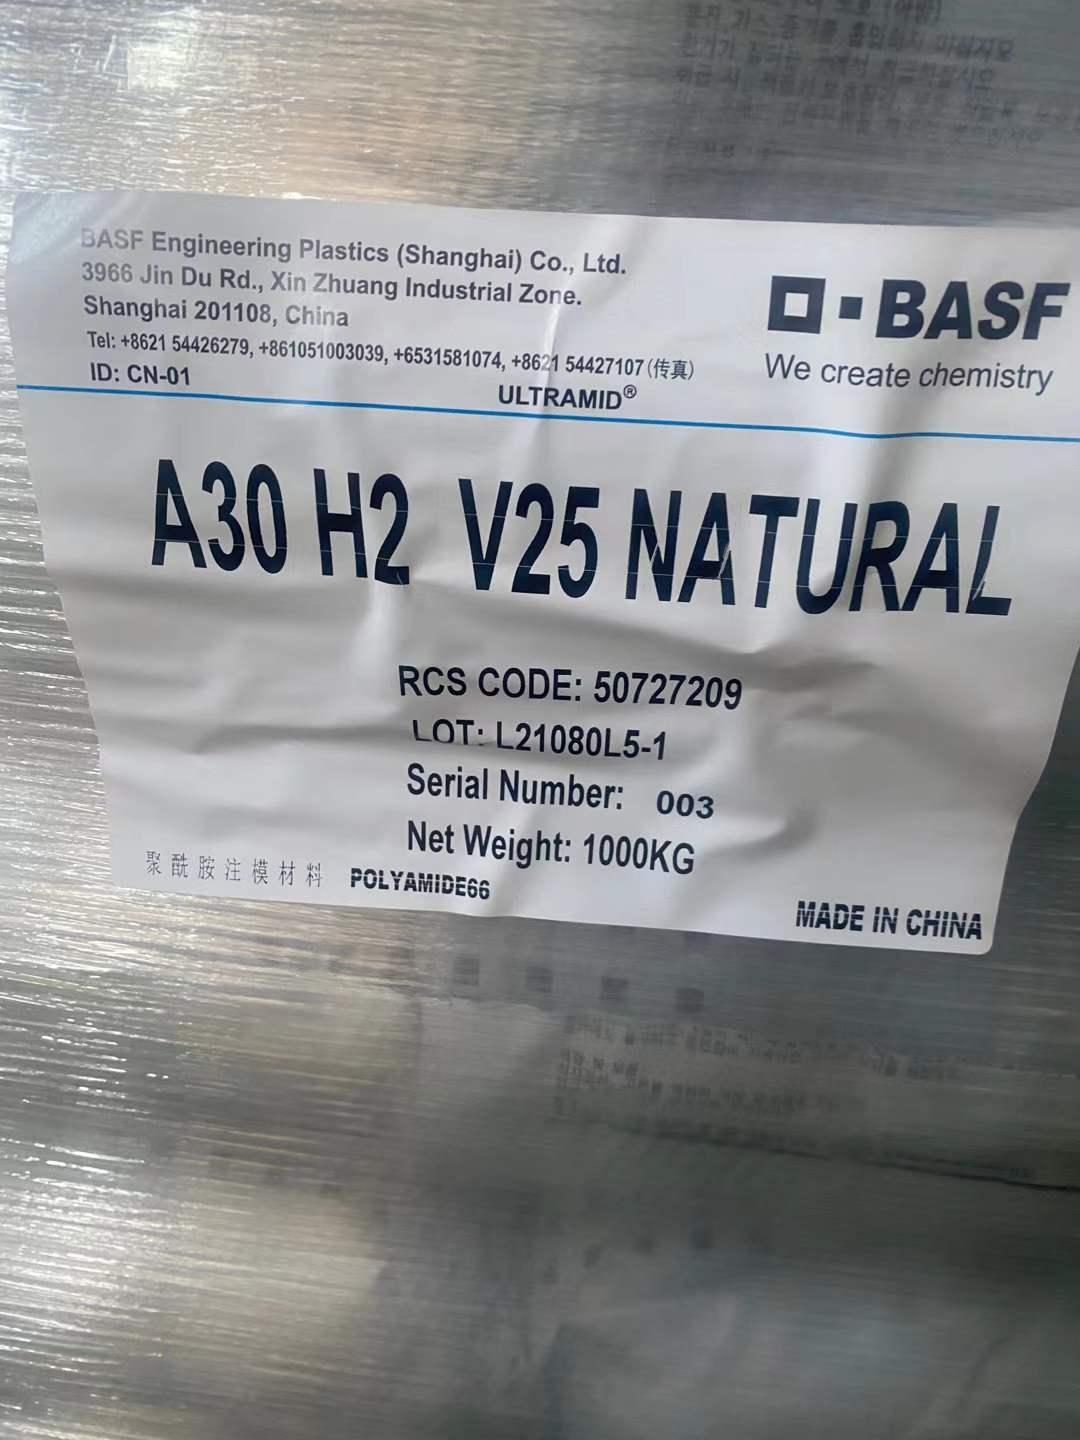 BASF Engineering Plastics (Shanghai) Co., Ltd.
3966 Jin Du Rd., Xin Zhuang Industrial Zone.
Shanghai 201108, China
Tel: +8621 54426279, +861051003039, +6531581074, +8621 54427107(传真)
ID: CN-01
BASF
We create chemistry
ULTRAMID®
A30 H2 V25 NATURAL
RCS CODE: 50727209
LOT: L21080L5-1
Serial Number: 003
Net Weight: 1000KG
聚酰胺注模材料 POLYAMIDE66
MADE IN CHINA